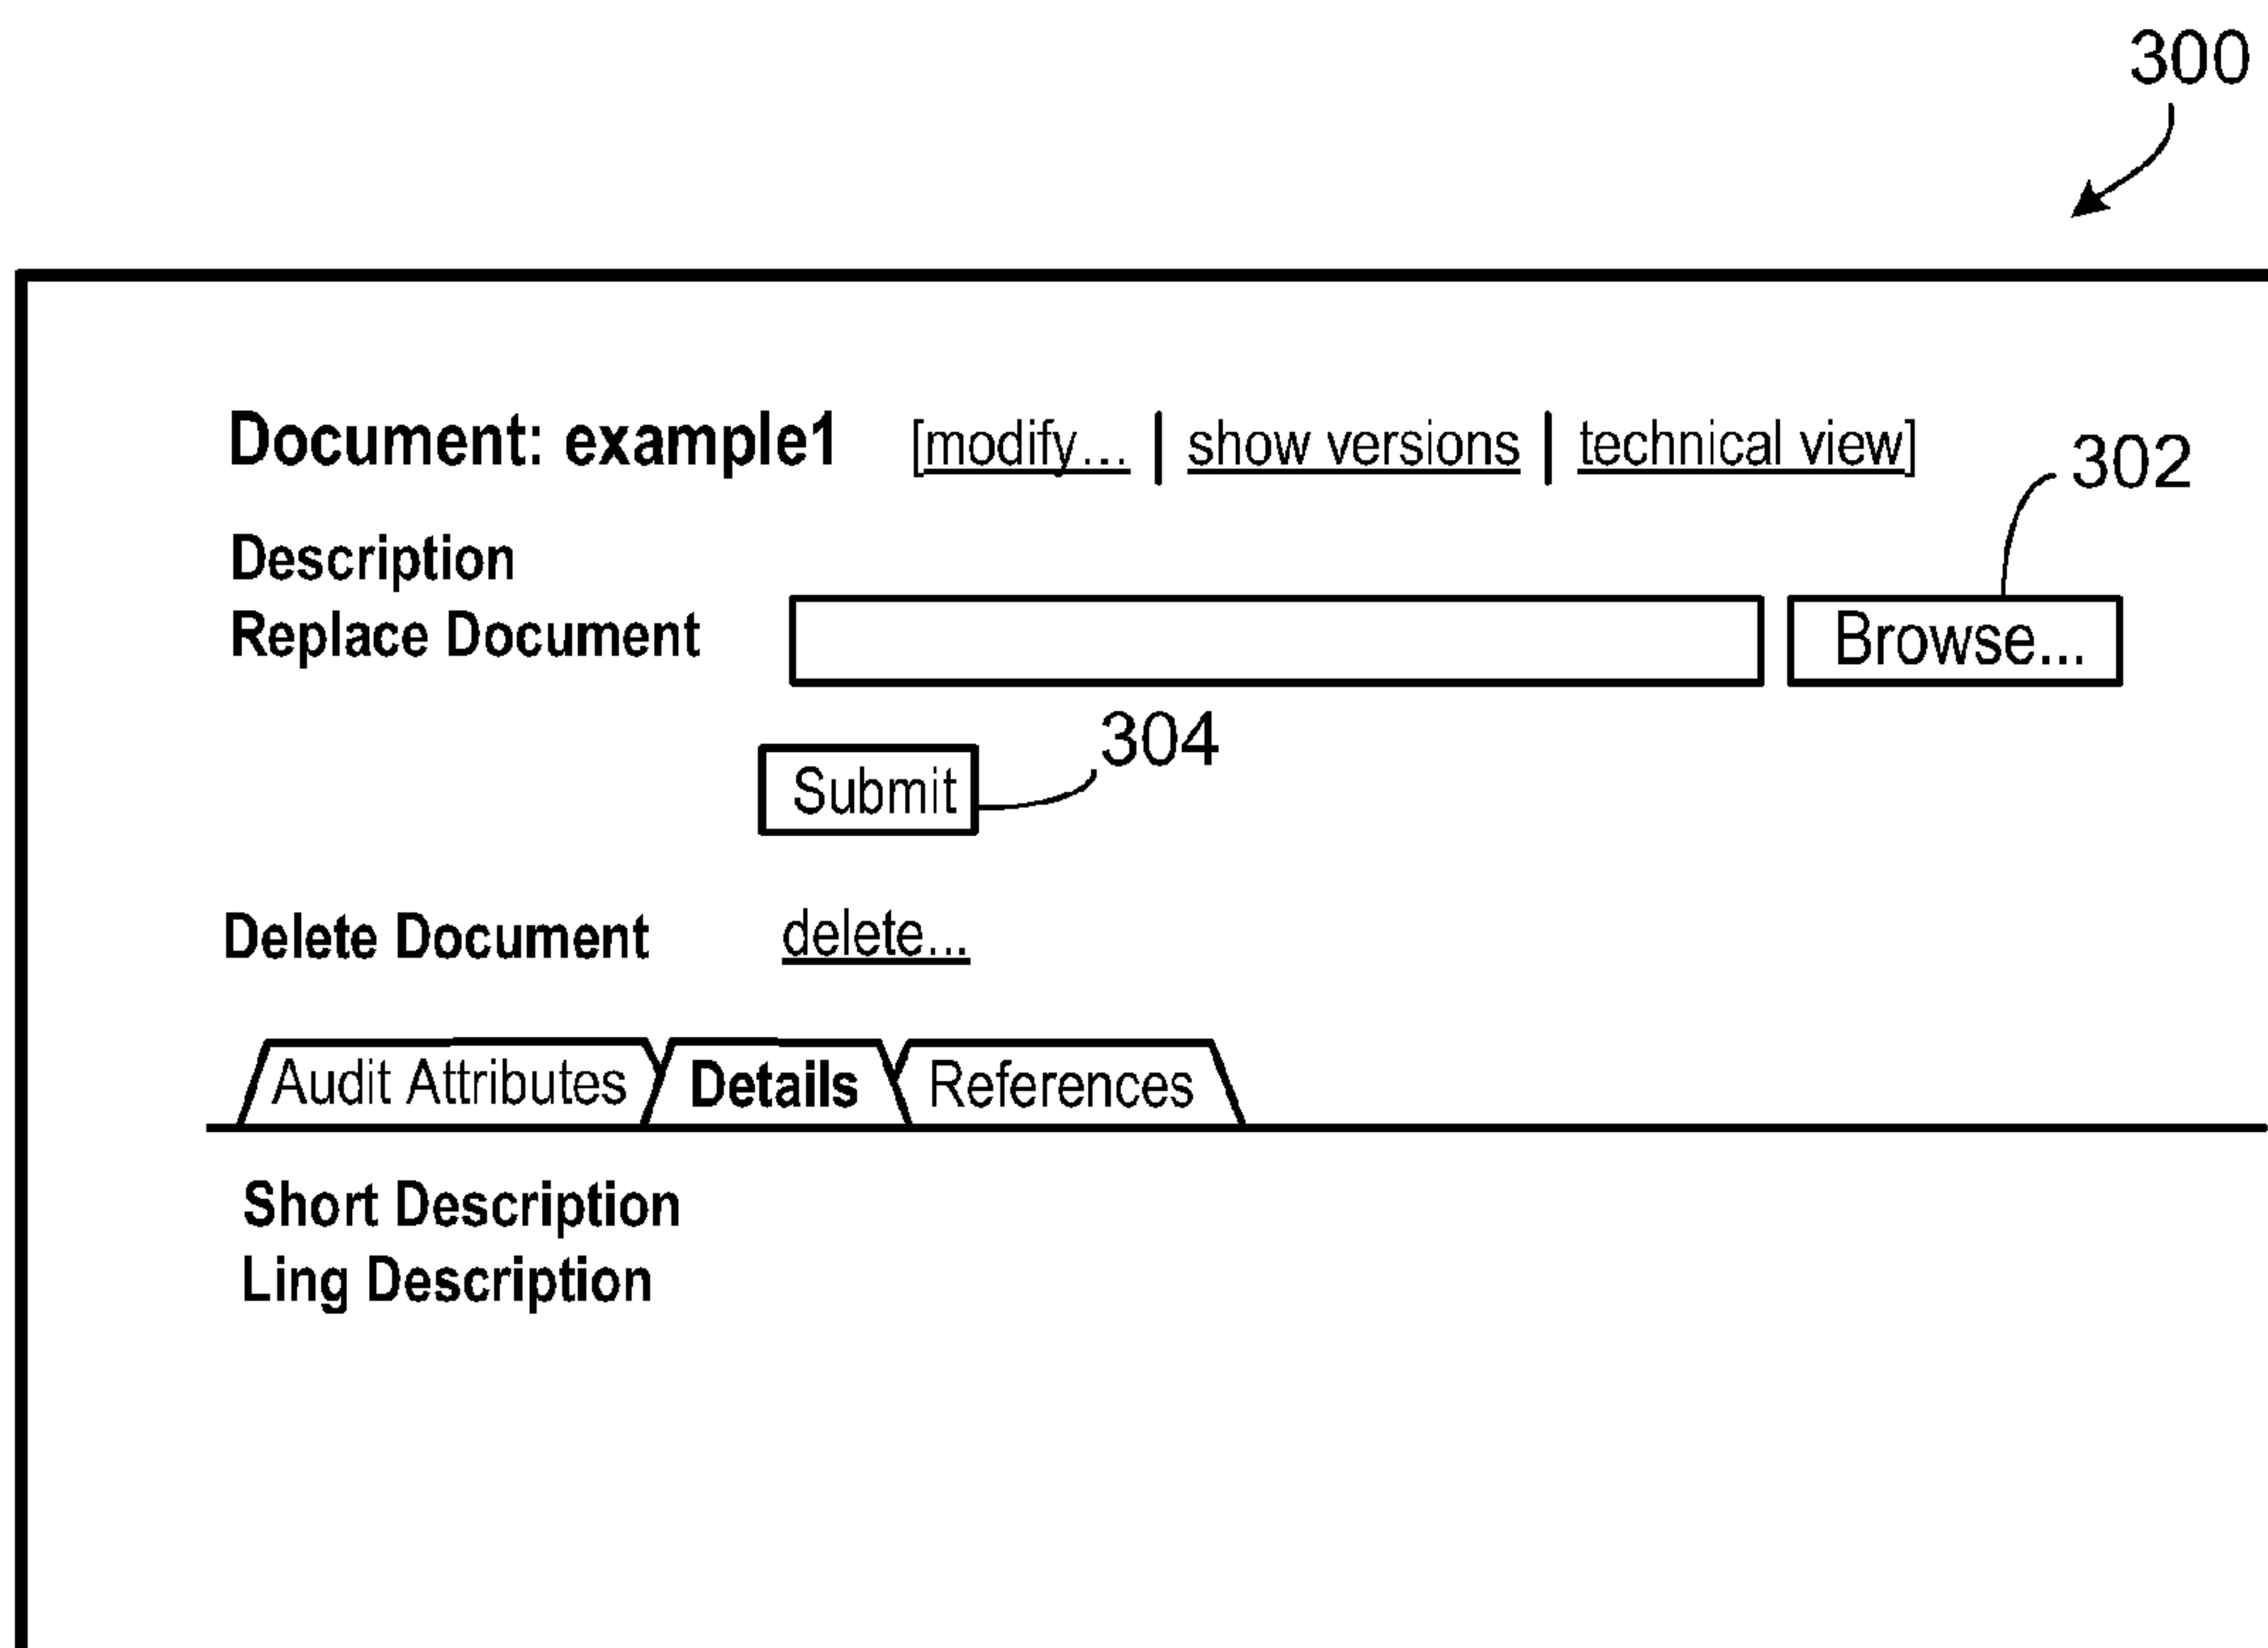 300
Document: example1 [modify... | show versions | technical view]
302
Description
Replace Document Browse...
304
Submit
Delete Document delete...
Audit Attributes Details References
Short Description
Ling Description